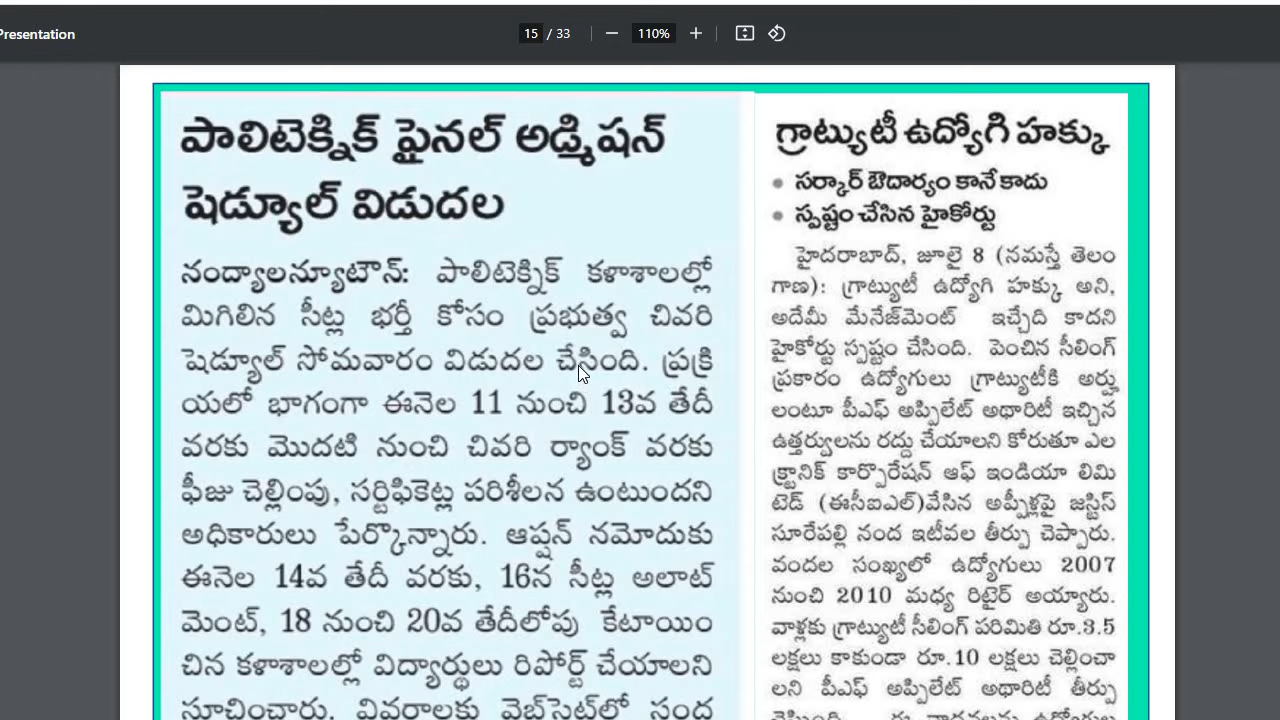 Presentation
15 / 33
110%
పాలిటెక్నిక్ ఫైనల్ అడ్మిషన్
షెడ్యూల్ విడుదల
నంద్యాలన్యూటౌన్: పాలిటెక్నిక్ కళాశాలల్లో
మిగిలిన సీట్ల భర్తీ కోసం ప్రభుత్వ చివరి
షెడ్యూల్ సోమవారం విడుదల చేసింది. ప్రక్రి
యలో భాగంగా ఈనెల 11 నుంచి 13వ తేదీ
వరకు మొదటి నుంచి చివరి ర్యాంక్ వరకు
ఫీజు చెల్లింపు, సర్టిఫికెట్ల పరిశీలన ఉంటుందని
అధికారులు పేర్కొన్నారు. ఆప్షన్ నమోదుకు
ఈనెల 14వ తేదీ వరకు, 16న సీట్ల అలాట్
మెంట్, 18 నుంచి 20వ తేదీలోపు కేటాయిం
చిన కళాశాలల్లో విద్యార్థులు రిపోర్ట్ చేయాలని
సూచించారు. వివరాలకు వెబ్‌సైట్‌లో సంద
గ్రాట్యుటీ ఉద్యోగి హక్కు
• సర్కార్ ఔదార్యం కానే కాదు
• స్పష్టం చేసిన హైకోర్టు
హైదరాబాద్, జూలై 8 (నమస్తే తెలం
గాణ): గ్రాట్యుటీ ఉద్యోగి హక్కు అని,
అదేమీ మేనేజ్‌మెంట్ ఇచ్చేది కాదని
హైకోర్టు స్పష్టం చేసింది. పెంచిన సీలింగ్
ప్రకారం ఉద్యోగులు గ్రాట్యుటీకి అర్హు
లంటూ పీఎఫ్ అప్పిలేట్ అథారిటీ ఇచ్చిన
ఉత్తర్వులను రద్దు చేయాలని కోరుతూ ఎల
క్ట్రానిక్ కార్పొరేషన్ ఆఫ్ ఇండియా లిమి
టెడ్ (ఈసీఐఎల్)వేసిన అప్పీళ్లపై జస్టిస్
సూరేపల్లి నంద ఇటీవల తీర్పు చెప్పారు.
వందల సంఖ్యలో ఉద్యోగులు 2007
నుంచి 2010 మధ్య రిటైర్ అయ్యారు.
వాళ్లకు గ్రాట్యుటీ సీలింగ్ పరిమితి రూ.3.5
లక్షలు కాకుండా రూ.10 లక్షలు చెల్లించా
లని పీఎఫ్ అప్పిలేట్ అథారిటీ తీర్పు